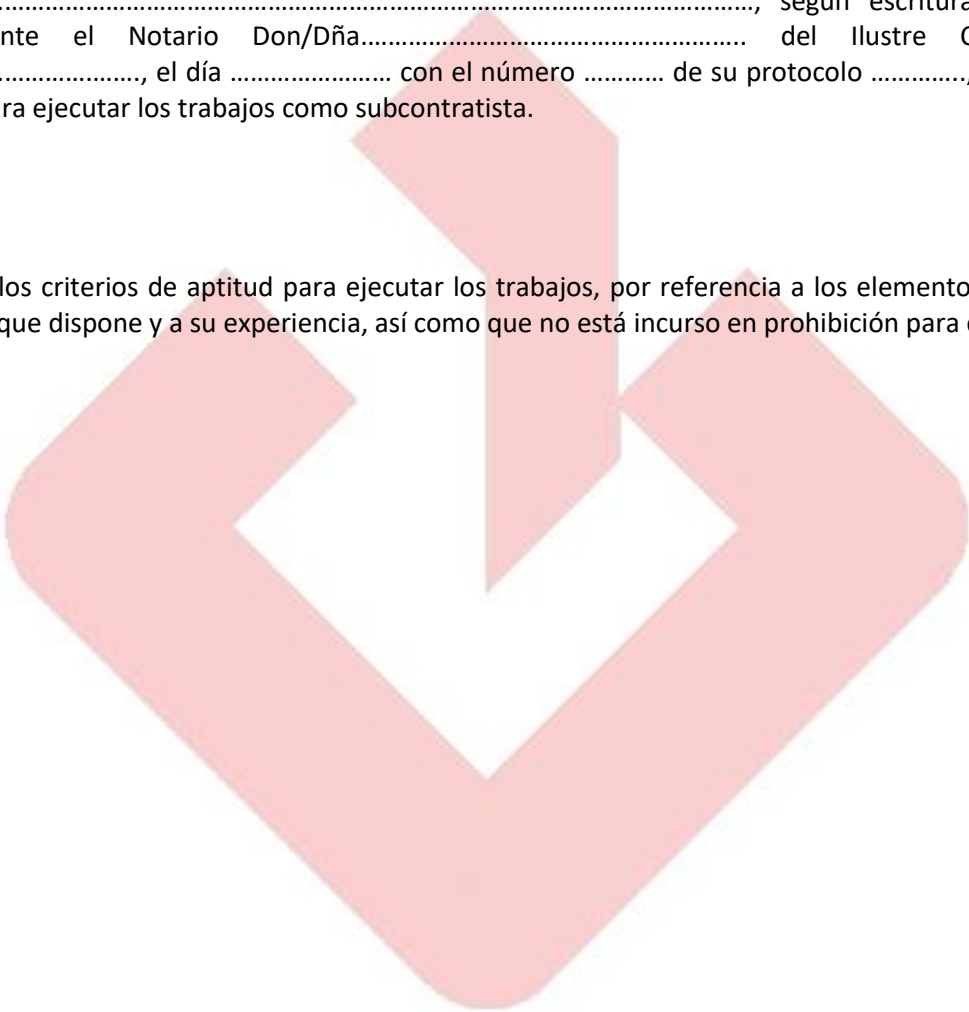 ……………………………………………………………………………………………, según escritura
nte el Notario Don/Dña…………………………………………….. del Ilustre
…………………., el día …………………… con el número ………… de su protocolo …………..,
ra ejecutar los trabajos como subcontratista.
los criterios de aptitud para ejecutar los trabajos, por referencia a los elemento
que dispone y a su experiencia, así como que no está incurso en prohibición para